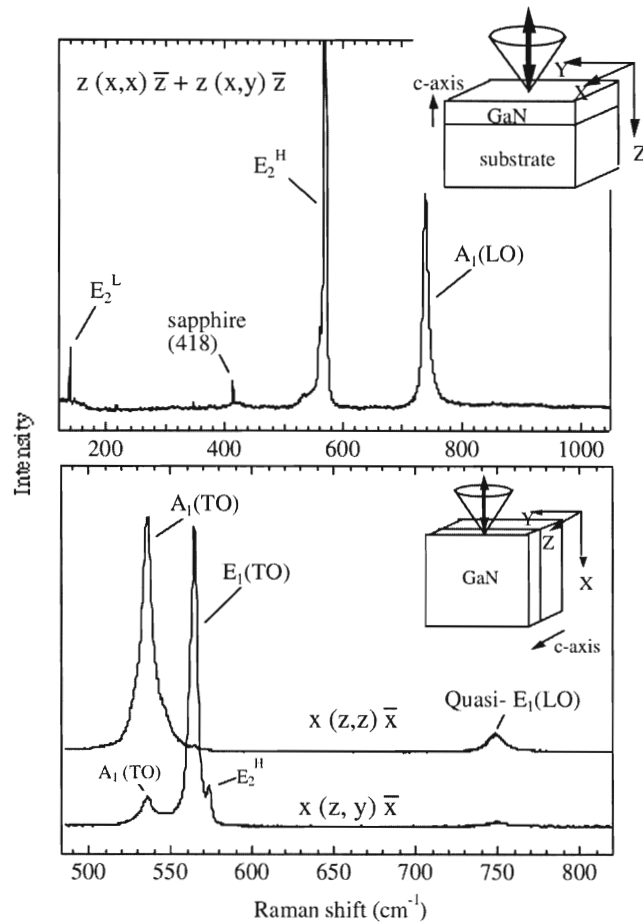 z (x,x) z̅ + z (x,y) z̅
c-axis
Y
X
GaN
Z
substrate
E₂ᴴ
A₁(LO)
E₂ᴸ
sapphire
(418)
200 400 600 800 1000
Intensity
A₁(TO)
E₁(TO)
Y
Z
GaN
X
c-axis
Quasi- E₁(LO)
x (z,z) x̅
A₁(TO)
E₂ᴴ
x (z, y) x̅
500 550 600 650 700 750 800
Raman shift (cm⁻¹)